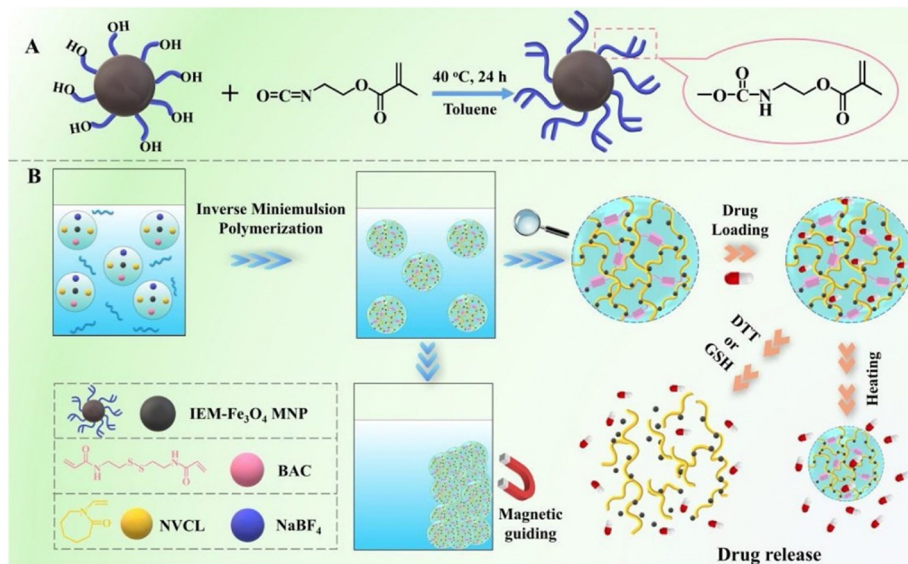 A
OH
OH
HO
OH
HO
OH
HO
OH
HO
+
O=C=N
O
O
40 °C, 24 h
Toluene
O
O
N
H
O
O
B
Inverse Miniemulsion
Polymerization
Drug
Loading
DTT
or
GSH
Heating
IEM-Fe₃O₄ MNP
O
N
H
S
S
H
N
O
BAC
N
O
NVCL
NaBF₄
Magnetic
guiding
Drug release